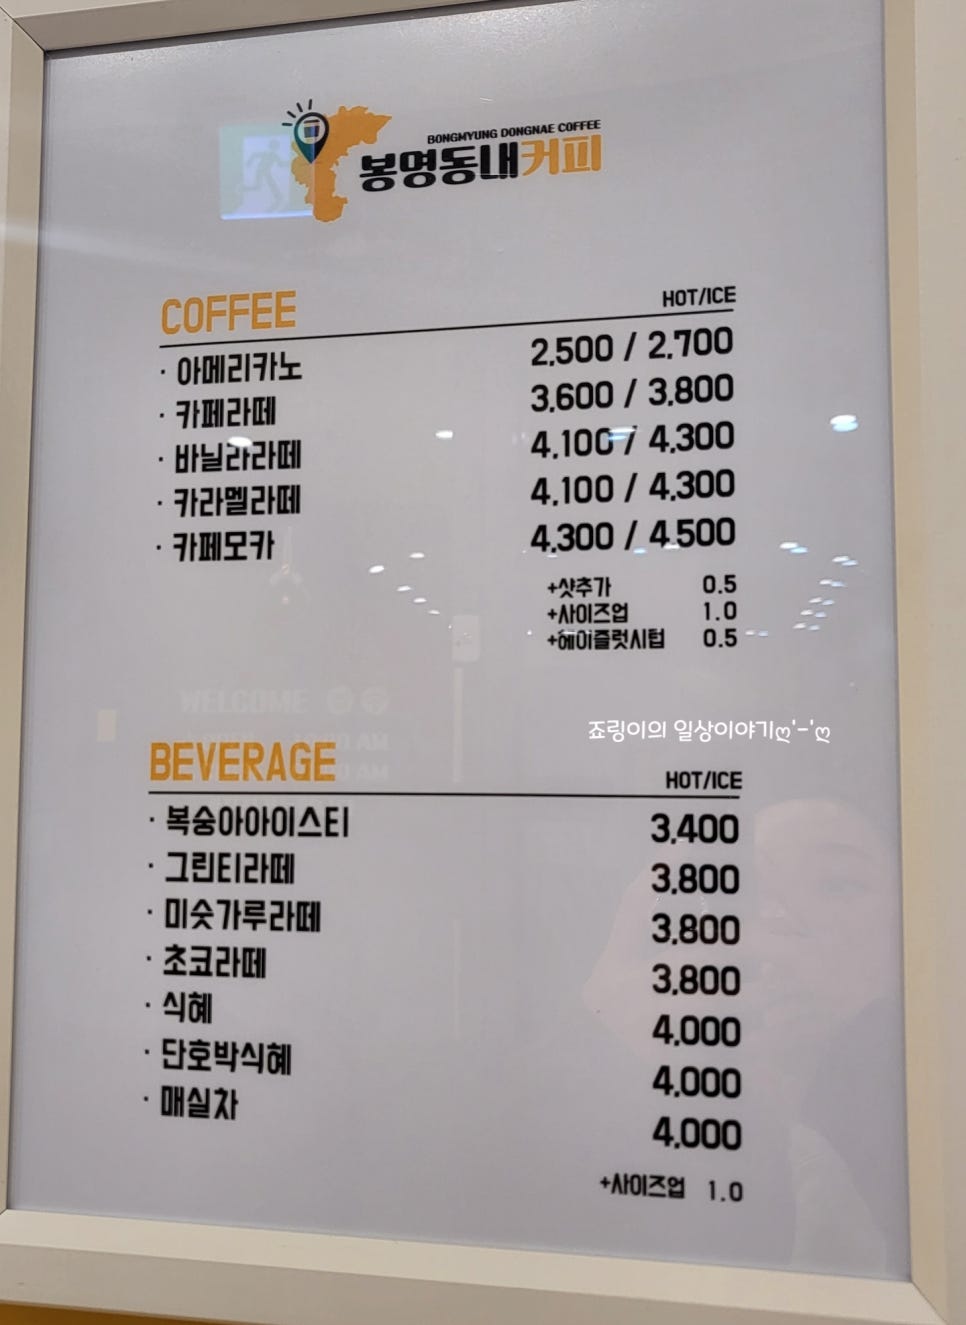 BONGMYUNG DONGNAE COFFEE
봉명동내커피
COFFEE HOT/ICE
· 아메리카노 2,500 / 2,700
· 카페라떼 3,600 / 3,800
· 바닐라라떼 4,100 / 4,300
· 카라멜라떼 4,100 / 4,300
· 카페모카 4,300 / 4,500
+샷추가 0.5
+사이즈업 1.0
+헤이즐럿시럽 0.5
WELCOME
죠링이의 일상이야기ღ'-'ღ
BEVERAGE HOT/ICE
· 복숭아아이스티 3,400
· 그린티라떼 3,800
· 미숫가루라떼 3,800
· 초코라떼 3,800
· 식혜 4,000
· 단호박식혜 4,000
· 매실차 4,000
+사이즈업 1.0